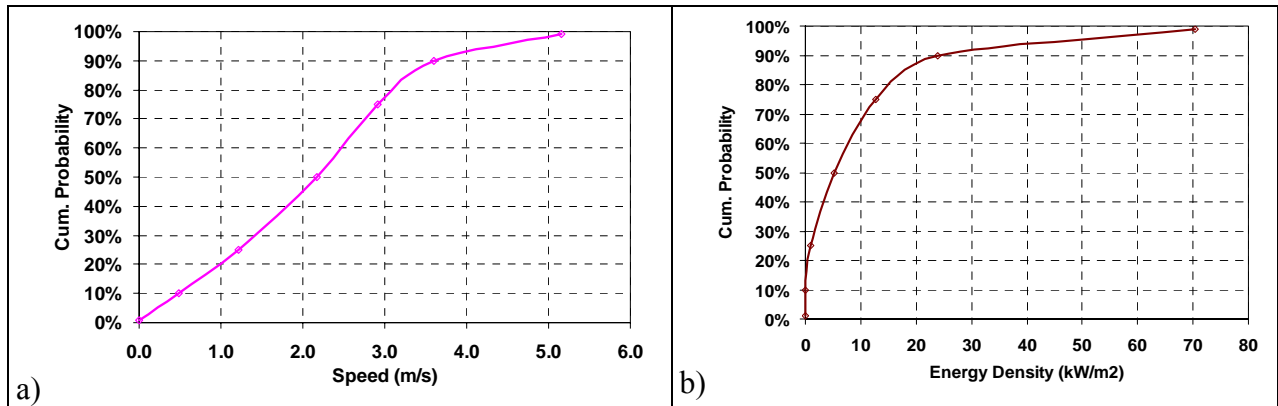 100%
90%
80%
70%
60%
50%
40%
30%
20%
10%
0%
Cum. Probability
0.0 1.0 2.0 3.0 4.0 5.0 6.0
Speed (m/s)
a)
100%
90%
80%
70%
60%
50%
40%
30%
20%
10%
0%
Cum. Probability
0 10 20 30 40 50 60 70 80
Energy Density (kW/m2)
b)